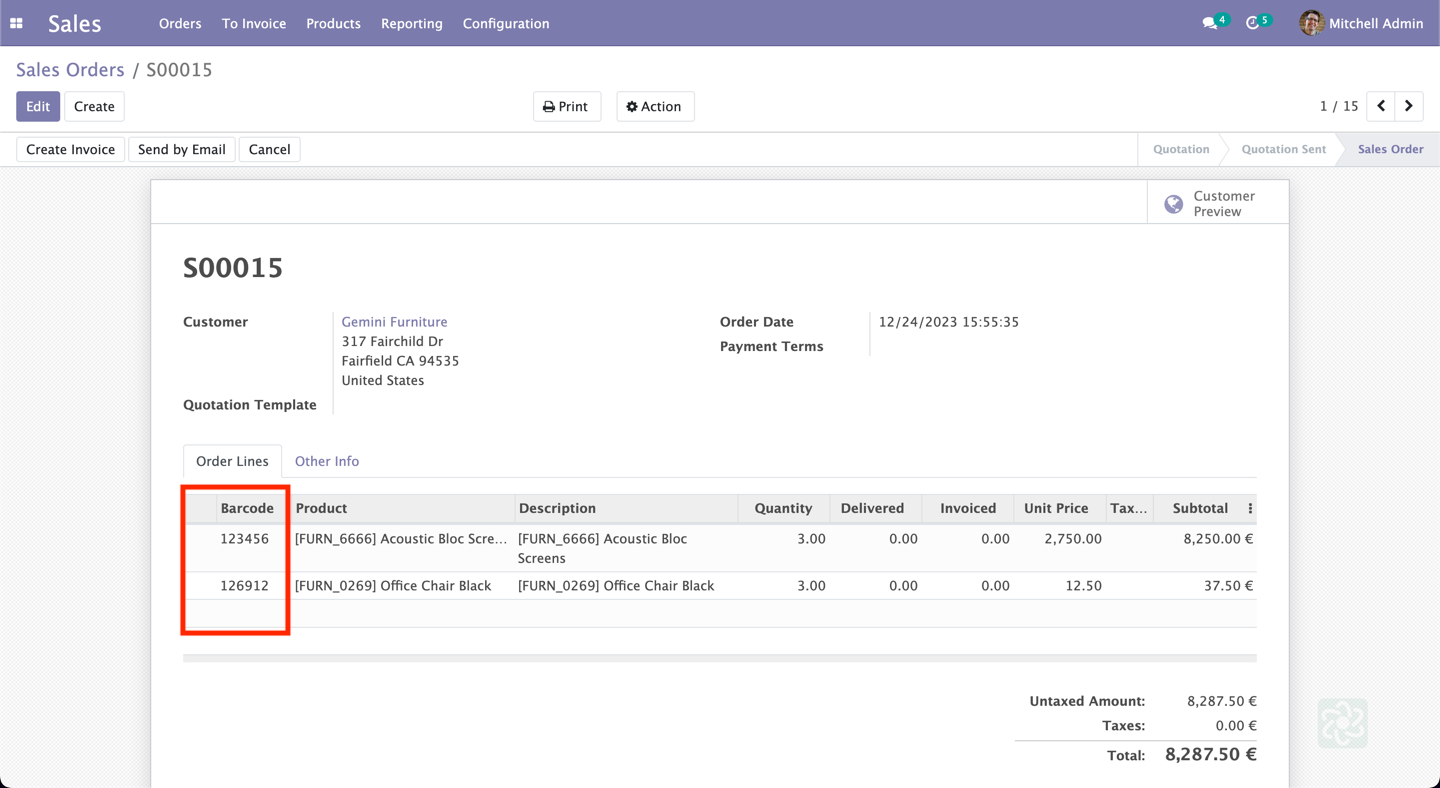 Sales Orders To Invoice Products Reporting Configuration 4 5 Mitchell Admin
Sales Orders / S00015
Edit Create Print Action 1 / 15
Create Invoice Send by Email Cancel Quotation Quotation Sent Sales Order
Customer
Preview
S00015
Customer Gemini Furniture Order Date 12/24/2023 15:55:35
317 Fairchild Dr Payment Terms
Fairfield CA 94535
United States
Quotation Template
Order Lines Other Info
Barcode Product Description Quantity Delivered Invoiced Unit Price Tax... Subtotal
123456 [FURN_6666] Acoustic Bloc Scre... [FURN_6666] Acoustic Bloc 3.00 0.00 0.00 2,750.00 8,250.00 €
Screens
126912 [FURN_0269] Office Chair Black [FURN_0269] Office Chair Black 3.00 0.00 0.00 12.50 37.50 €
Untaxed Amount: 8,287.50 €
Taxes: 0.00 €
Total: 8,287.50 €